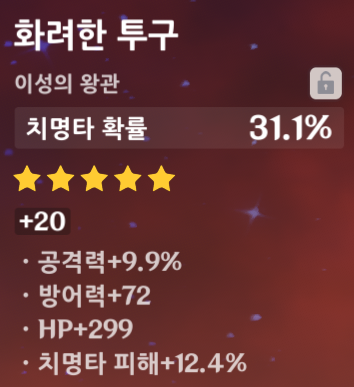 화려한 투구
이성의 왕관
치명타 확률 31.1%
+20
· 공격력+9.9%
· 방어력+72
· HP+299
· 치명타 피해+12.4%